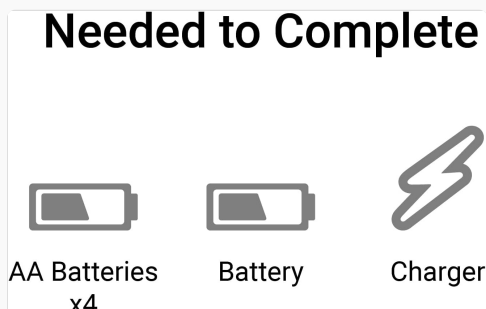 Needed to Complete
AA Batteries
x4
Battery
Charger